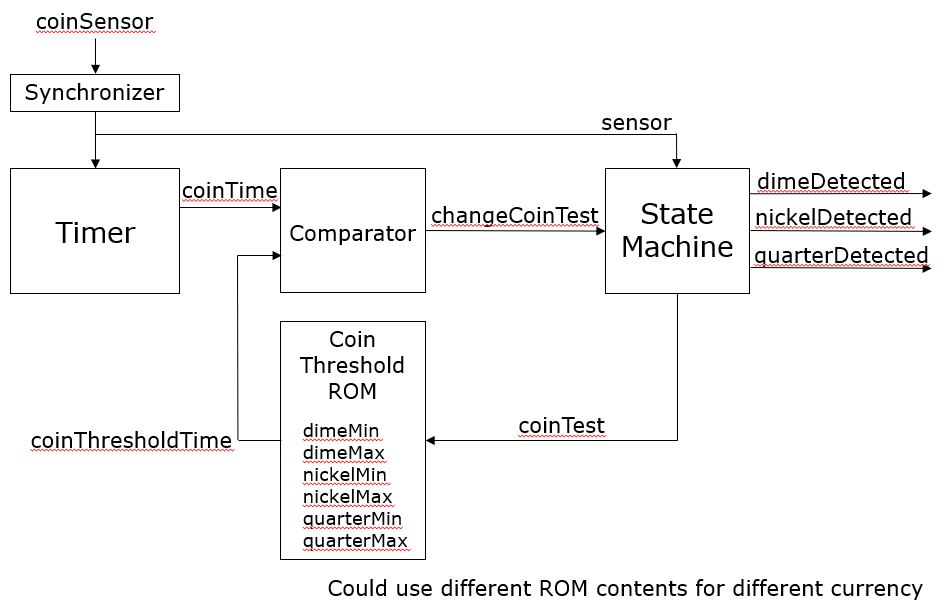 coinSensor
Synchronizer
sensor
Timer
coinTime
Comparator
changeCoinTest
State
Machine
dimeDetected
nickelDetected
quarterDetected
Coin
Threshold
ROM
dimeMin
dimeMax
nickelMin
nickelMax
quarterMin
quarterMax
coinThresholdTime
coinTest
Could use different ROM contents for different currency